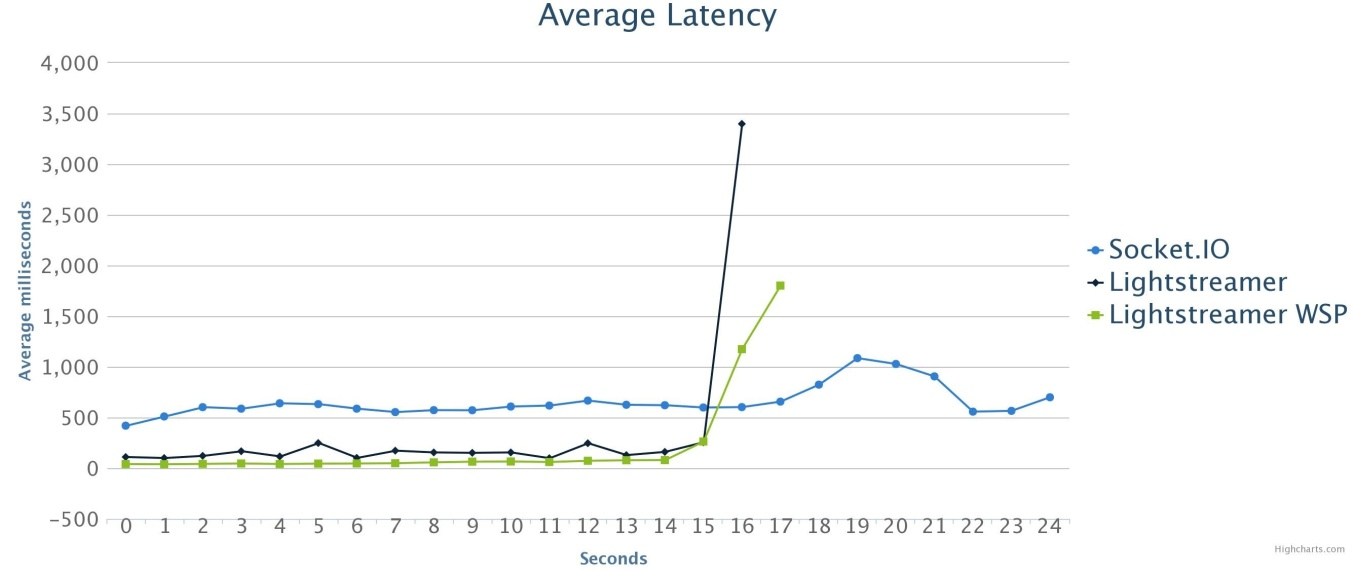 Average Latency
4,000
3,500
3,000
2,500
2,000
1,500
1,000
500
0
−500
Average milliseconds
0 1 2 3 4 5 6 7 8 9 10 11 12 13 14 15 16 17 18 19 20 21 22 23 24
Seconds
Socket.IO
Lightstreamer
Lightstreamer WSP
Highcharts.com